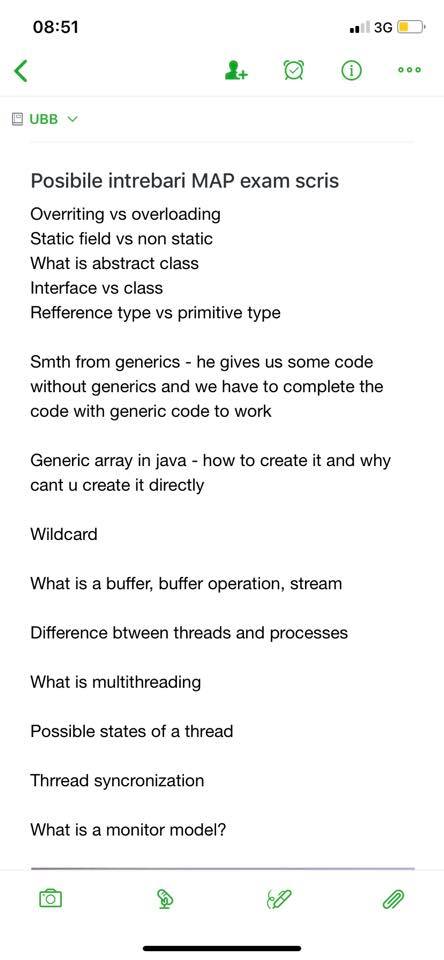 08:51
3G
UBB
Posibile intrebari MAP exam scris
Overriting vs overloading
Static field vs non static
What is abstract class
Interface vs class
Refference type vs primitive type
Smth from generics - he gives us some code
without generics and we have to complete the
code with generic code to work
Generic array in java - how to create it and why
cant u create it directly
Wildcard
What is a buffer, buffer operation, stream
Difference btween threads and processes
What is multithreading
Possible states of a thread
Thrread syncronization
What is a monitor model?